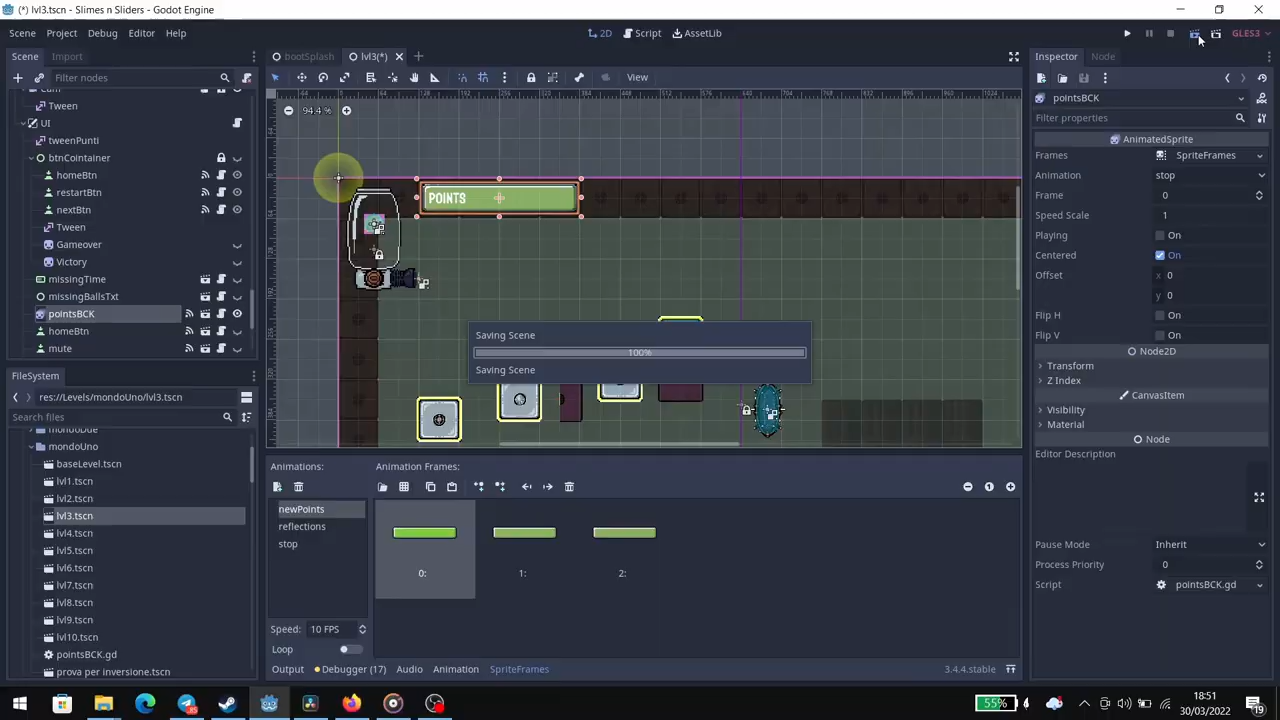 (*) lvl3.tscn - Slimes n Sliders - Godot Engine
Scene Project Debug Editor Help
2D Script AssetLib
GLES3
Scene Import
bootSplash lvl3(*)
Inspector Node
Filter nodes
View
pointsBCK
Filter properties
Tween
UI
tweenPunti
btnCointainer
homeBtn
restartBtn
nextBtn
Tween
Gameover
Victory
missingTime
missingBallsTxt
pointsBCK
homeBtn
mute
94.4 %
POINTS
Saving Scene
100%
Saving Scene
AnimatedSprite
Frames SpriteFrames
Animation stop
Frame 0
Speed Scale 1
Playing On
Centered On
Offset x 0
y 0
Flip H On
Flip V On
Node2D
Transform
Z Index
CanvasItem
Visibility
Material
Node
Editor Description
Pause Mode Inherit
Process Priority 0
Script pointsBCK.gd
FileSystem
res://Levels/mondoUno/lvl3.tscn
Search files
mondoDue
mondoUno
baseLevel.tscn
lvl1.tscn
lvl2.tscn
lvl3.tscn
lvl4.tscn
lvl5.tscn
lvl6.tscn
lvl7.tscn
lvl8.tscn
lvl9.tscn
lvl10.tscn
pointsBCK.gd
prova per inversione.tscn
Animations: Animation Frames:
newPoints
reflections
stop
0: 1: 2:
Speed: 10 FPS
Loop
Output Debugger (17) Audio Animation SpriteFrames
3.4.4.stable
55%
18:51
30/03/2022
19